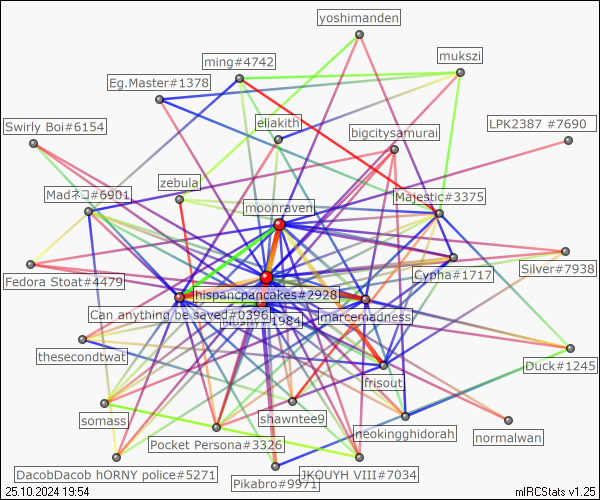 yoshimanden
mukszi
ming#4742
Eg.Master#1378
ellakith
LPK2387 #7690
Swirly Boi#6154
bigcitysamurai
zebula
Madネコ#6901
Majestic#3375
moonraven
Cypha#1717
Silver#7938
Fedora Stoat#4479
hispancpancakes#2928
Can anything be saved#0396
marcemadness
#1984
thesecondtwat
Duck#1245
frisout
somass
shawntee9
neokingghidorah
normalwan
Pocket Persona#3326
DacobDacob hORNY police#5271
JKOUYH VIII#7034
Pikabro#9971
25.10.2024 19:54
mIRCStats v1.25